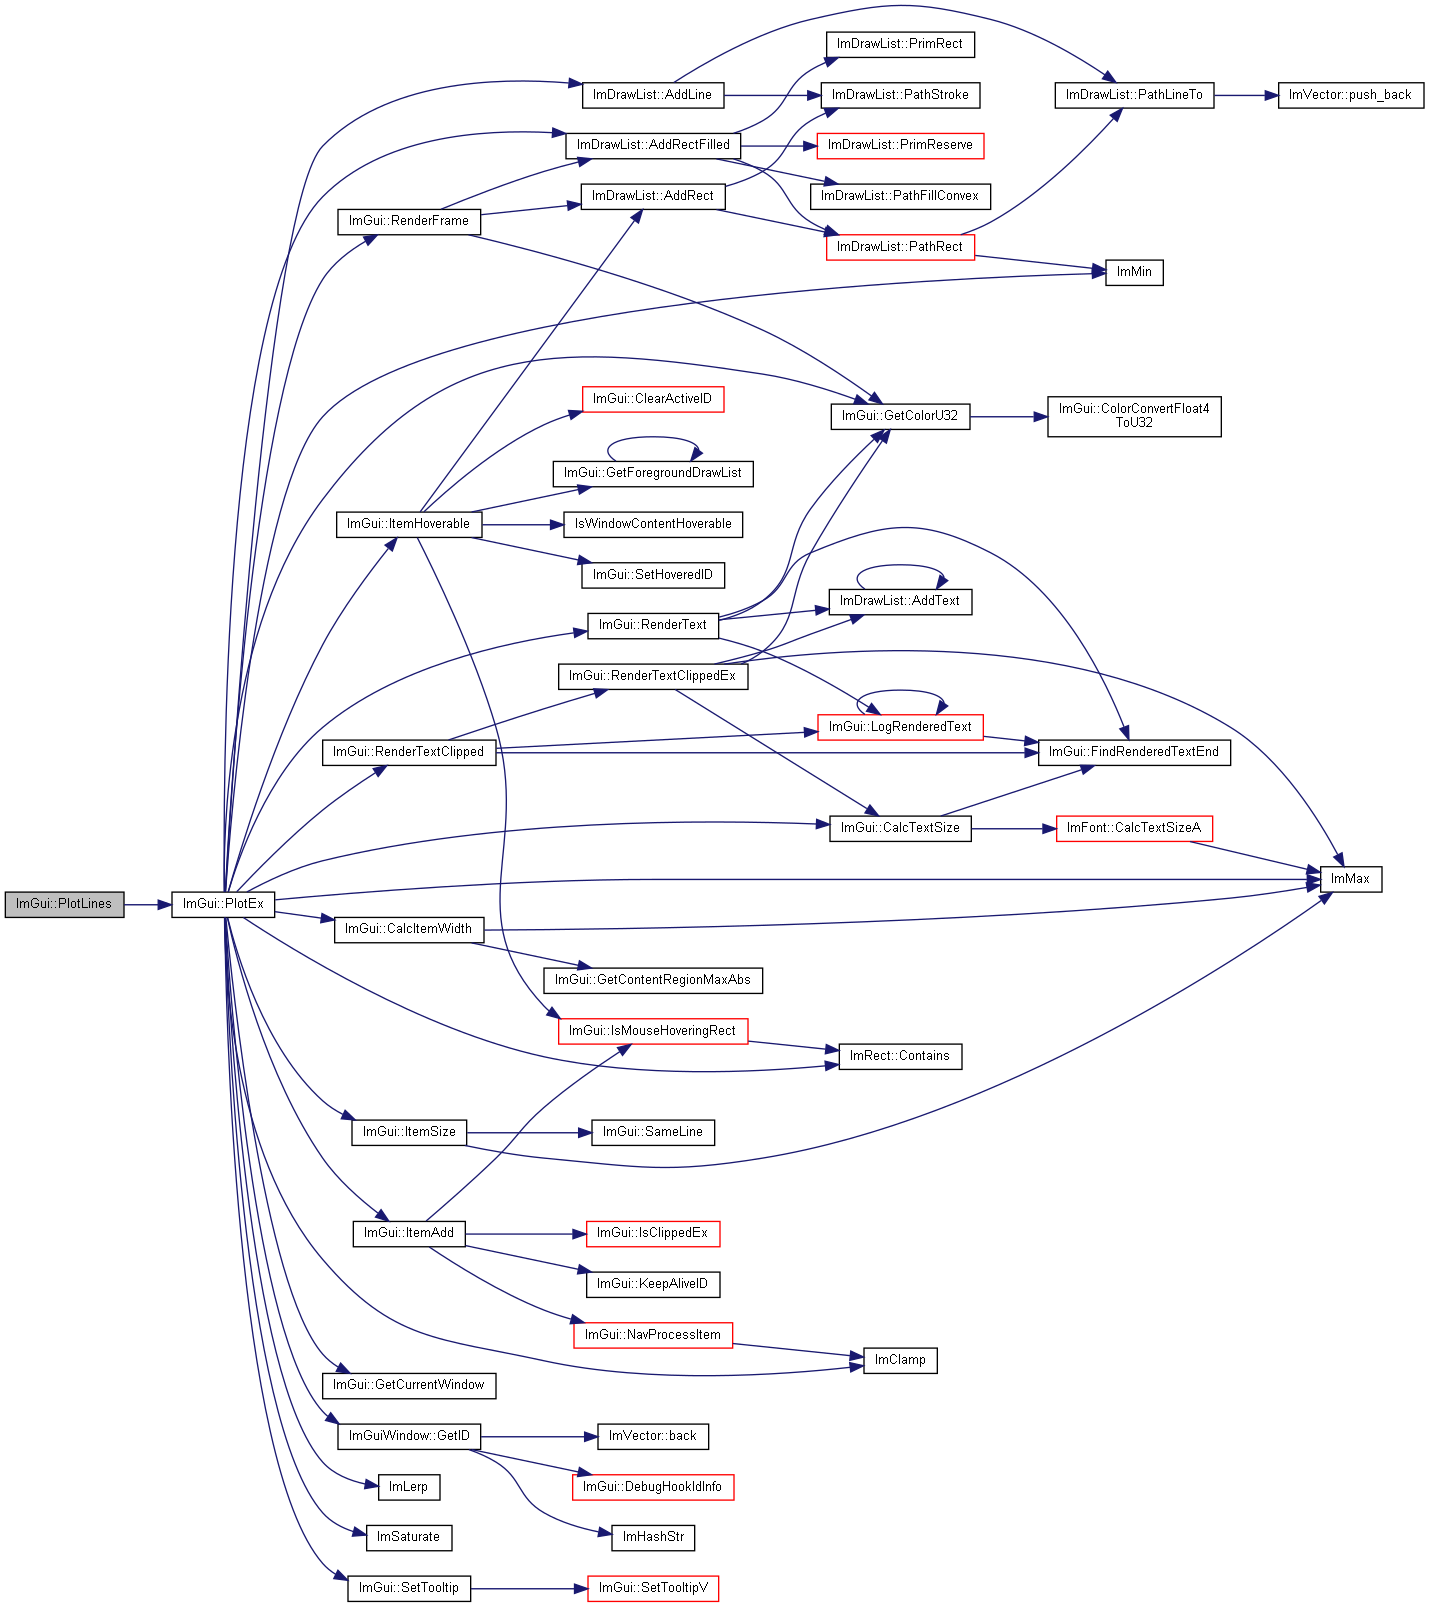 ImDrawList::PrimRect
ImDrawList::AddLine
ImDrawList::PathStroke
ImDrawList::PathLineTo
ImVector::push_back
ImDrawList::AddRectFilled
ImDrawList::PrimReserve
ImDrawList::AddRect
ImDrawList::PathFillConvex
ImGui::RenderFrame
ImDrawList::PathRect
ImMin
ImGui::ClearActiveID
ImGui::GetColorU32
ImGui::ColorConvertFloat4
ToU32
ImGui::GetForegroundDrawList
ImGui::ItemHoverable
IsWindowContentHoverable
ImGui::SetHoveredID
ImDrawList::AddText
ImGui::RenderText
ImGui::RenderTextClippedEx
ImGui::LogRenderedText
ImGui::RenderTextClipped
ImGui::FindRenderedTextEnd
ImGui::CalcTextSize
ImFont::CalcTextSizeA
ImMax
ImGui::PlotLines
ImGui::PlotEx
ImGui::CalcItemWidth
ImGui::GetContentRegionMaxAbs
ImGui::IsMouseHoveringRect
ImRect::Contains
ImGui::ItemSize
ImGui::SameLine
ImGui::ItemAdd
ImGui::IsClippedEx
ImGui::KeepAliveID
ImGui::NavProcessItem
ImClamp
ImGui::GetCurrentWindow
ImGuiWindow::GetID
ImVector::back
ImLerp
ImGui::DebugHookIdInfo
ImSaturate
ImHashStr
ImGui::SetTooltip
ImGui::SetTooltipV